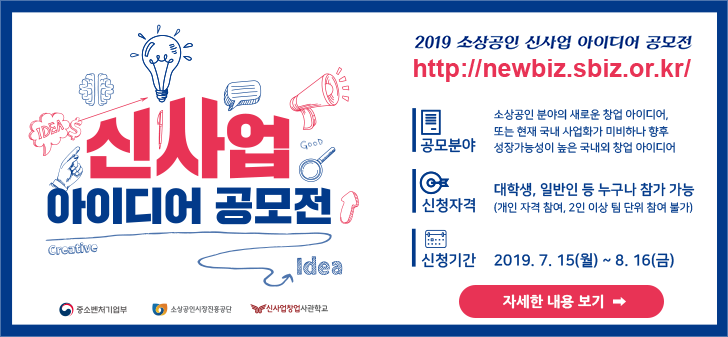 IDEA
Good
신사업
아이디어 공모전
Creative
Idea
중소벤처기업부
소상공인시장진흥공단
신사업창업사관학교
2019 소상공인 신사업 아이디어 공모전
http://newbiz.sbiz.or.kr/
공모분야
소상공인 분야의 새로운 창업 아이디어,
또는 현재 국내 사업화가 미비하나 향후
성장가능성이 높은 국내외 창업 아이디어
신청자격
대학생, 일반인 등 누구나 참가 가능
(개인 자격 참여, 2인 이상 팀 단위 참여 불가)
신청기간
2019. 7. 15(월) ~ 8. 16(금)
자세한 내용 보기 ➡